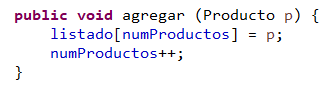 public void agregar (Producto p) {
    listado[numProductos] = p;
    numProductos++;
}